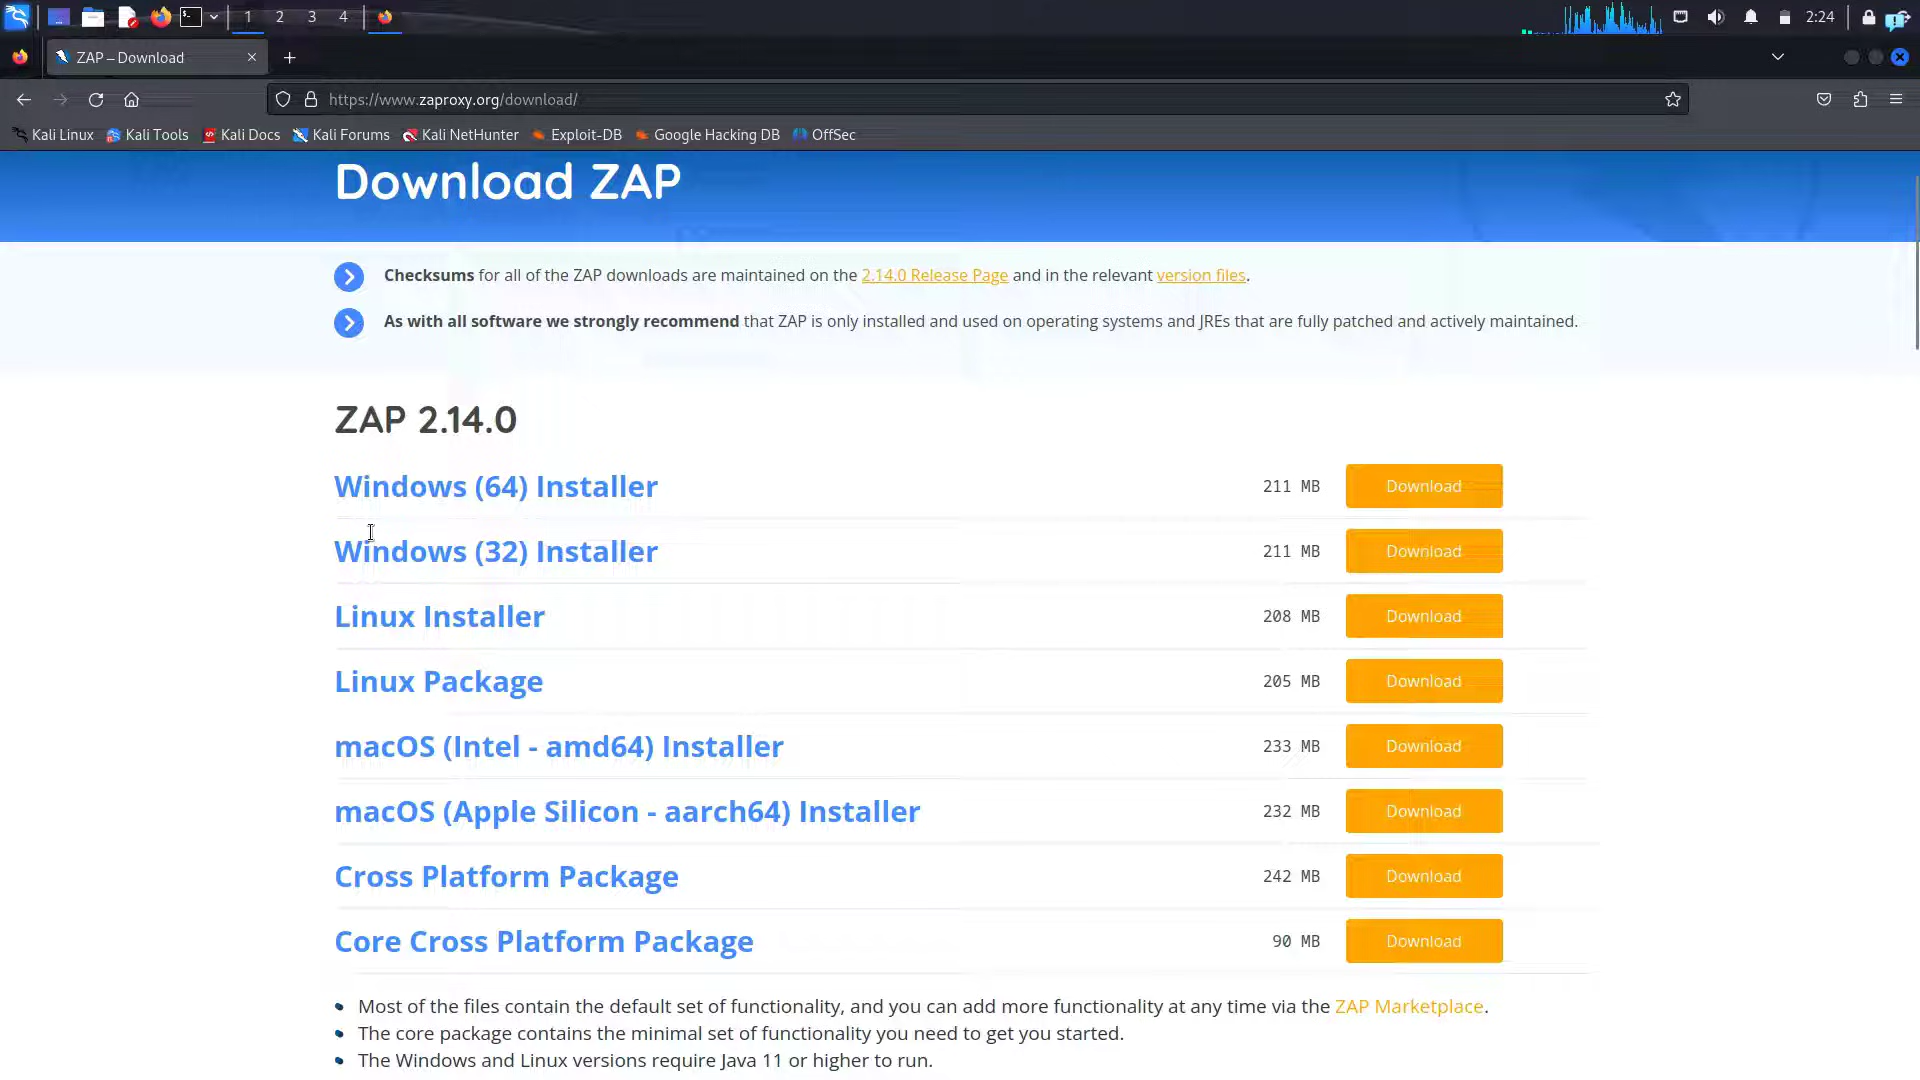 1 2 3 4 2:24
ZAP – Download
https://www.zaproxy.org/download/
Kali Linux Kali Tools Kali Docs Kali Forums Kali NetHunter Exploit-DB Google Hacking DB OffSec
Download ZAP
Checksums for all of the ZAP downloads are maintained on the 2.14.0 Release Page and in the relevant version files.
As with all software we strongly recommend that ZAP is only installed and used on operating systems and JREs that are fully patched and actively maintained.
ZAP 2.14.0
Windows (64) Installer 211 MB Download
Windows (32) Installer 211 MB Download
Linux Installer 208 MB Download
Linux Package 205 MB Download
macOS (Intel - amd64) Installer 233 MB Download
macOS (Apple Silicon - aarch64) Installer 232 MB Download
Cross Platform Package 242 MB Download
Core Cross Platform Package 90 MB Download
Most of the files contain the default set of functionality, and you can add more functionality at any time via the ZAP Marketplace.
The core package contains the minimal set of functionality you need to get you started.
The Windows and Linux versions require Java 11 or higher to run.